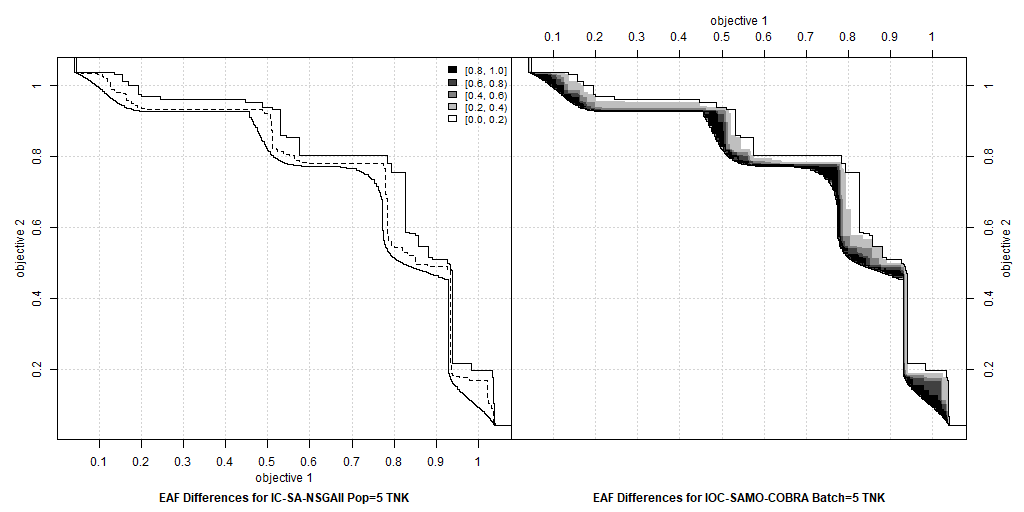 objective 1
0.1 0.2 0.3 0.4 0.5 0.6 0.7 0.8 0.9 1
[0.8, 1.0]
[0.6, 0.8)
[0.4, 0.6)
[0.2, 0.4)
[0.0, 0.2)
1
0.8
0.6
0.4
0.2
objective 2
1
0.8
0.6
0.4
0.2
objective 2
0.1 0.2 0.3 0.4 0.5 0.6 0.7 0.8 0.9 1
objective 1
EAF Differences for IC-SA-NSGAII Pop=5 TNK
EAF Differences for IOC-SAMO-COBRA Batch=5 TNK